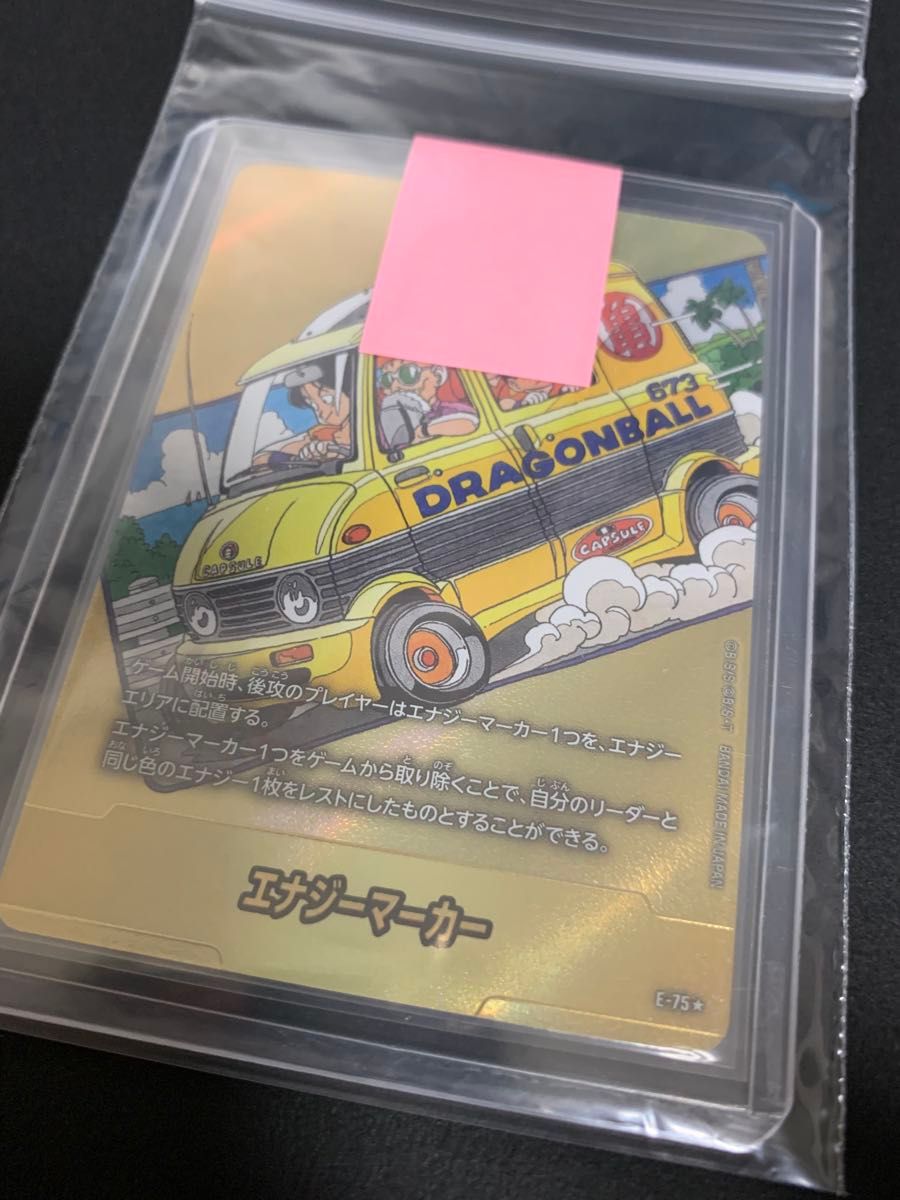 亀
673
DRAGONBALL
CAPSULE
CAPSULE
ゲーム開始時、後攻のプレイヤーはエナジーマーカー1つを、エナジー
エリアに配置する。
エナジーマーカー1つをゲームから取り除くことで、自分のリーダーと
同じ色のエナジー1枚をレストにしたものとすることができる。
©B/S/S ©B/S・T BANDAI MADE IN JAPAN
エナジーマーカー
E-75★